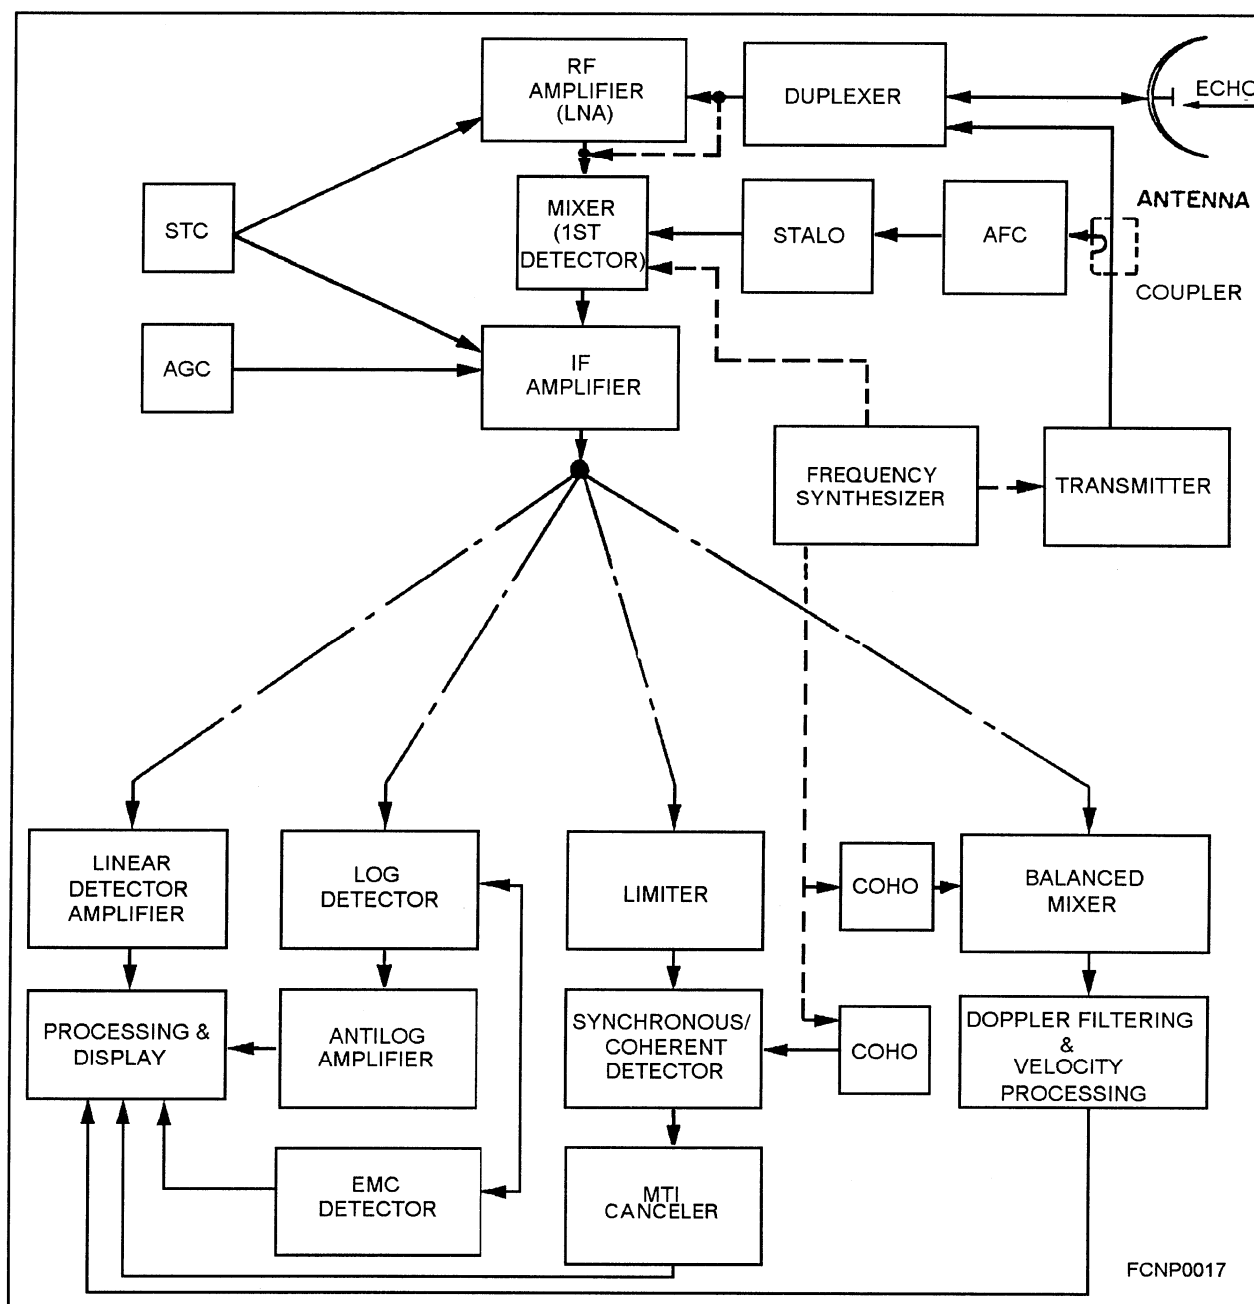 RF
AMPLIFIER
(LNA)
DUPLEXER
ECHO
ANTENNA
STC
MIXER
(1ST
DETECTOR)
STALO
AFC
COUPLER
AGC
IF
AMPLIFIER
FREQUENCY
SYNTHESIZER
TRANSMITTER
LINEAR
DETECTOR
AMPLIFIER
LOG
DETECTOR
LIMITER
COHO
BALANCED
MIXER
PROCESSING &
DISPLAY
ANTILOG
AMPLIFIER
SYNCHRONOUS/
COHERENT
DETECTOR
COHO
DOPPLER FILTERING
&
VELOCITY
PROCESSING
EMC
DETECTOR
MTI
CANCELER
FCNP0017